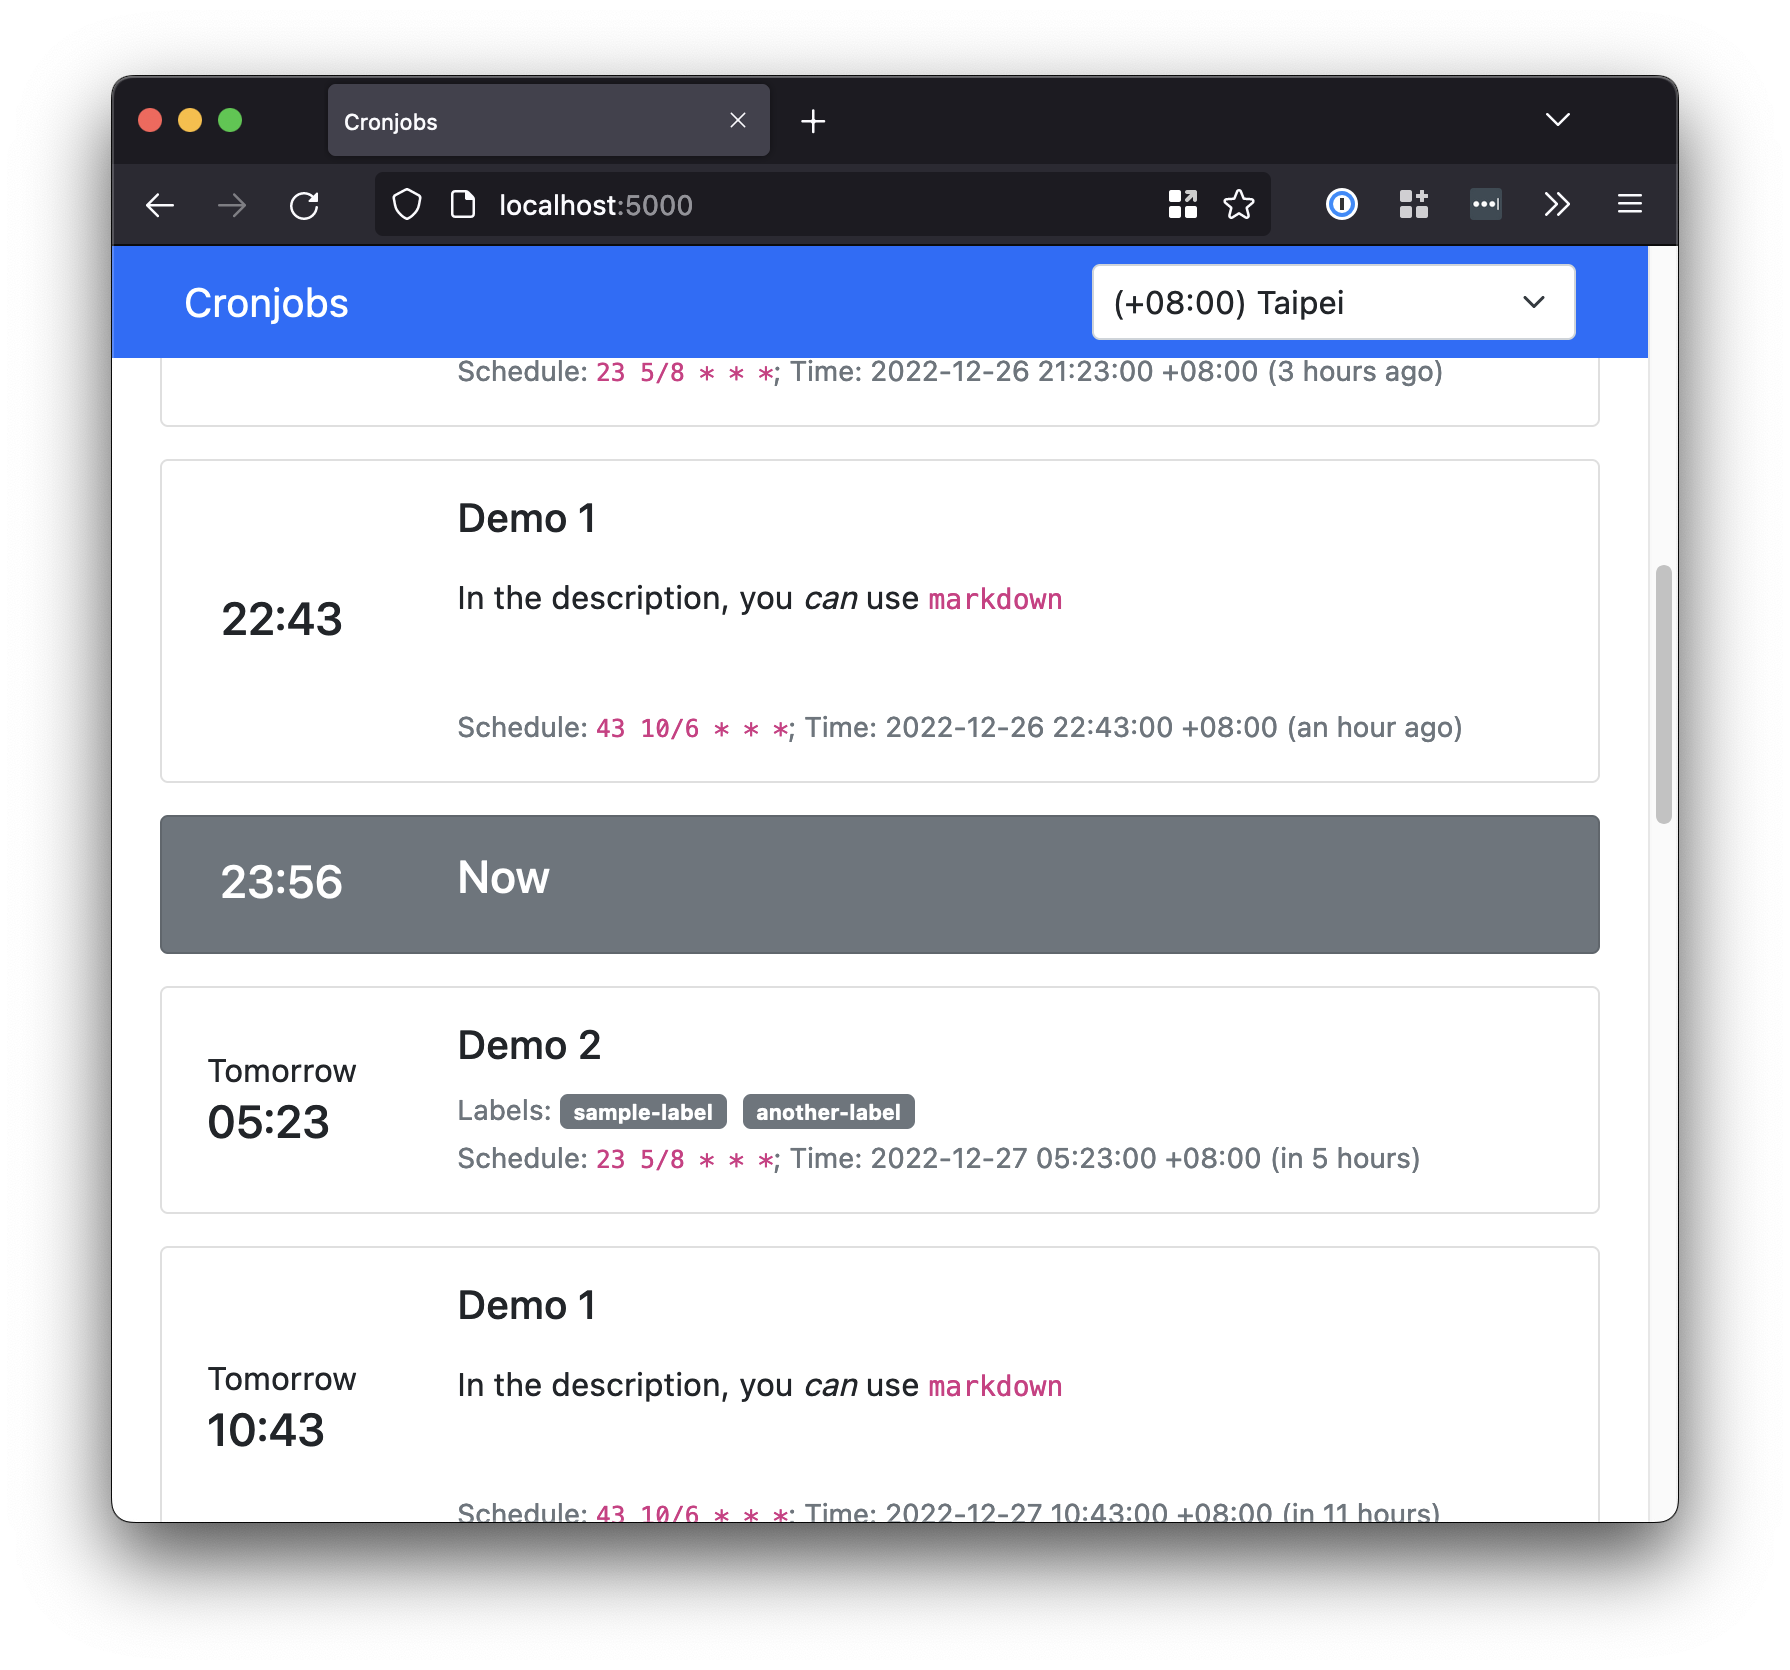 Cronjobs
localhost:5000
Cronjobs
(+08:00) Taipei
Schedule: 23 5/8 * * *; Time: 2022-12-26 21:23:00 +08:00 (3 hours ago)
Demo 1
In the description, you can use markdown
22:43
Schedule: 43 10/6 * * *; Time: 2022-12-26 22:43:00 +08:00 (an hour ago)
23:56 Now
Demo 2
Tomorrow
05:23
Labels: sample-label another-label
Schedule: 23 5/8 * * *; Time: 2022-12-27 05:23:00 +08:00 (in 5 hours)
Demo 1
Tomorrow
10:43
In the description, you can use markdown
Schedule: 43 10/6 * * *; Time: 2022-12-27 10:43:00 +08:00 (in 11 hours)